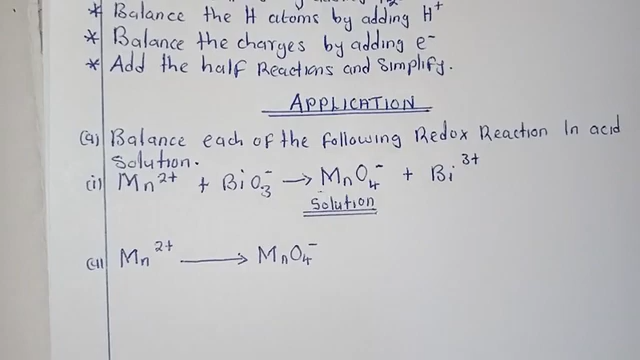 * Balance the H atoms by adding H⁺
* Balance the charges by adding e⁻
* Add the half Reactions and Simplify.
APPLICATION
(a) Balance each of the following Redox Reaction In acid
Solution.
(i) Mn²⁺ + BiO₃⁻ → MnO₄⁻ + Bi³⁺
Solution
Mn²⁺ → MnO₄⁻